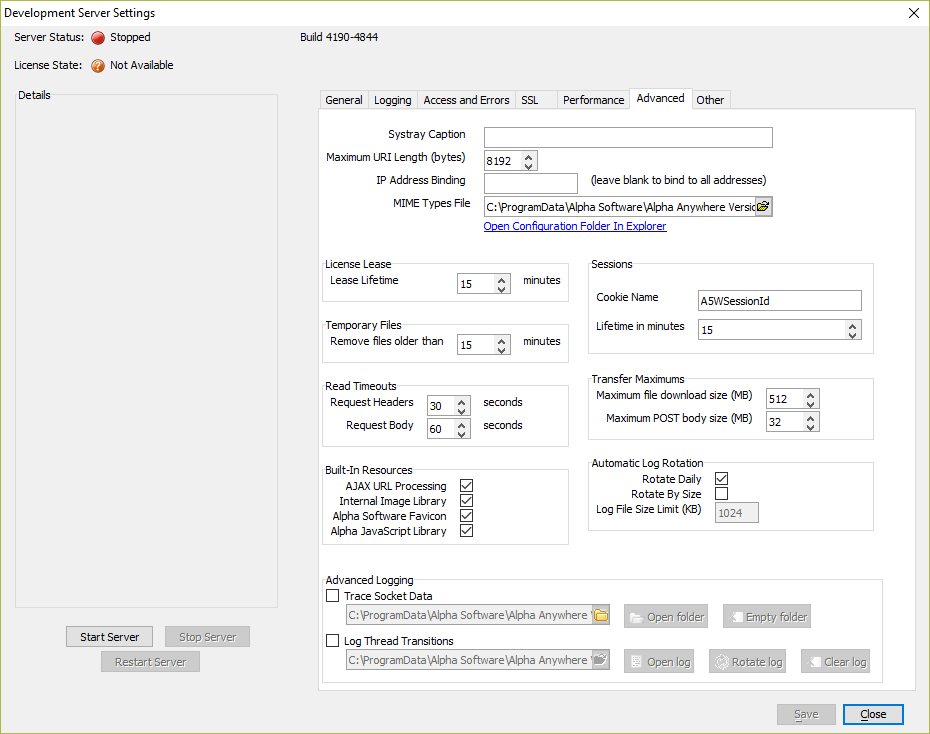 Development Server Settings
Server Status: Stopped
Build 4190-4844
License State: ? Not Available
Details
General Logging Access and Errors SSL Performance Advanced Other
Systray Caption
Maximum URI Length (bytes) 8192
IP Address Binding (leave blank to bind to all addresses)
MIME Types File C:\ProgramData\Alpha Software\Alpha Anywhere Versic
Open Configuration Folder In Explorer
License Lease
Lease Lifetime 15 minutes
Sessions
Cookie Name A5WSessionId
Lifetime in minutes 15
Temporary Files
Remove files older than 15 minutes
Read Timeouts
Request Headers 30 seconds
Request Body 60 seconds
Transfer Maximums
Maximum file download size (MB) 512
Maximum POST body size (MB) 32
Built-In Resources
AJAX URL Processing
Internal Image Library
Alpha Software Favicon
Alpha JavaScript Library
Automatic Log Rotation
Rotate Daily
Rotate By Size
Log File Size Limit (KB) 1024
Advanced Logging
Trace Socket Data
C:\ProgramData\Alpha Software\Alpha Anywhere Open folder Empty folder
Log Thread Transitions
C:\ProgramData\Alpha Software\Alpha Anywhere Open log Rotate log Clear log
Start Server Stop Server
Restart Server
Save Close